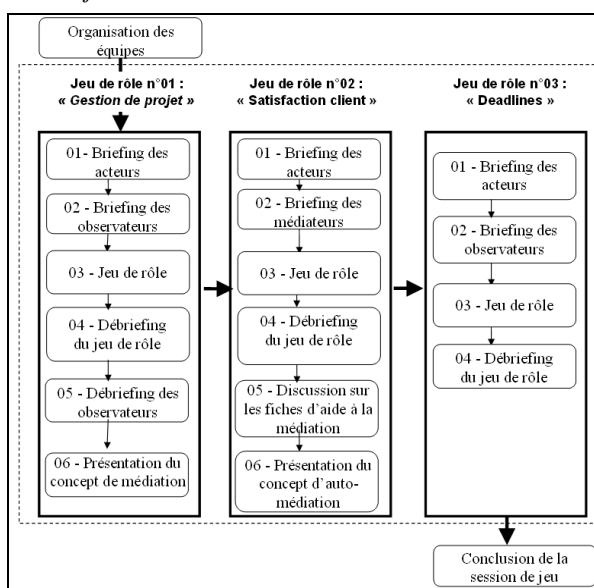 Organisation des
équipes
Jeu de rôle n°01 :
« Gestion de projet »
01- Briefing des
acteurs
02 - Briefing des
observateurs
03 - Jeu de rôle
04 - Débriefing
du jeu de rôle
05 - Débriefing des
observateurs
06 - Présentation du
concept de médiation
Jeu de rôle n°02 :
« Satisfaction client »
01 - Briefing des
acteurs
02 - Briefing des
médiateurs
03 - Jeu de rôle
04 - Débriefing
du jeu de rôle
05 - Discussion sur
les fiches d'aide à la
médiation
06 - Présentation du
concept d'auto-
médiation
Jeu de rôle n°03 :
« Deadlines »
01 - Briefing des
acteurs
02 - Briefing des
observateurs
03 - Jeu de rôle
04 - Débriefing
du jeu de rôle
Conclusion de la
session de jeu